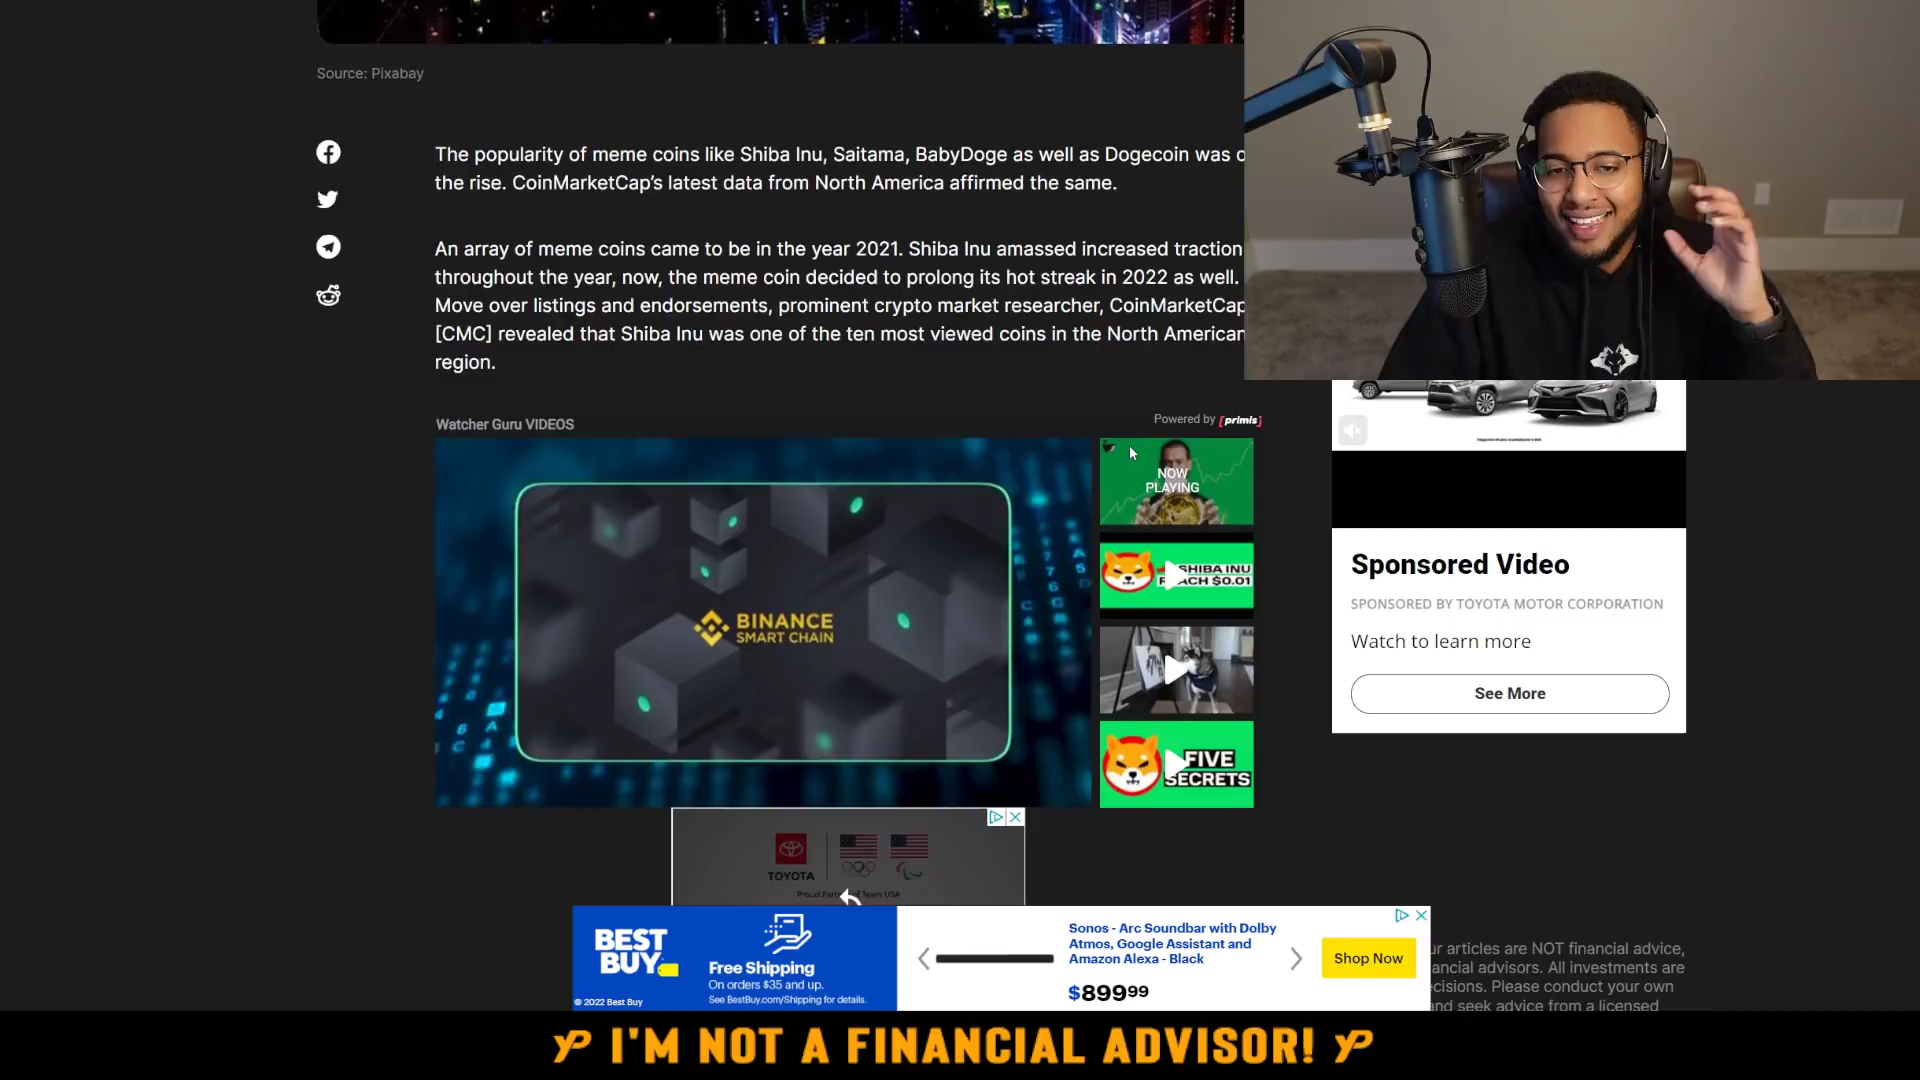 Source: Pixabay
The popularity of meme coins like Shiba Inu, Saitama, BabyDoge as well as Dogecoin was
the rise. CoinMarketCap's latest data from North America affirmed the same.
An array of meme coins came to be in the year 2021. Shiba Inu amassed increased traction
throughout the year, now, the meme coin decided to prolong its hot streak in 2022 as well.
Move over listings and endorsements, prominent crypto market researcher, CoinMarketCap
[CMC] revealed that Shiba Inu was one of the ten most viewed coins in the North American
region.
Watcher Guru VIDEOS
Powered by [primis]
NOW
PLAYING
SHIBA INU
REACH $0.01
BINANCE
SMART CHAIN
FIVE
SECRETS
Sponsored Video
SPONSORED BY TOYOTA MOTOR CORPORATION
Watch to learn more
See More
TOYOTA
Proud Partner of Team USA
BEST
BUY
Free Shipping
On orders $35 and up.
See BestBuy.com/Shipping for details.
© 2022 Best Buy
Sonos - Arc Soundbar with Dolby
Atmos, Google Assistant and
Amazon Alexa - Black
$89999
Shop Now
articles are NOT financial advice,
advisors. All investments are
Please conduct your own
and seek advice from a licensed
I'M NOT A FINANCIAL ADVISOR!